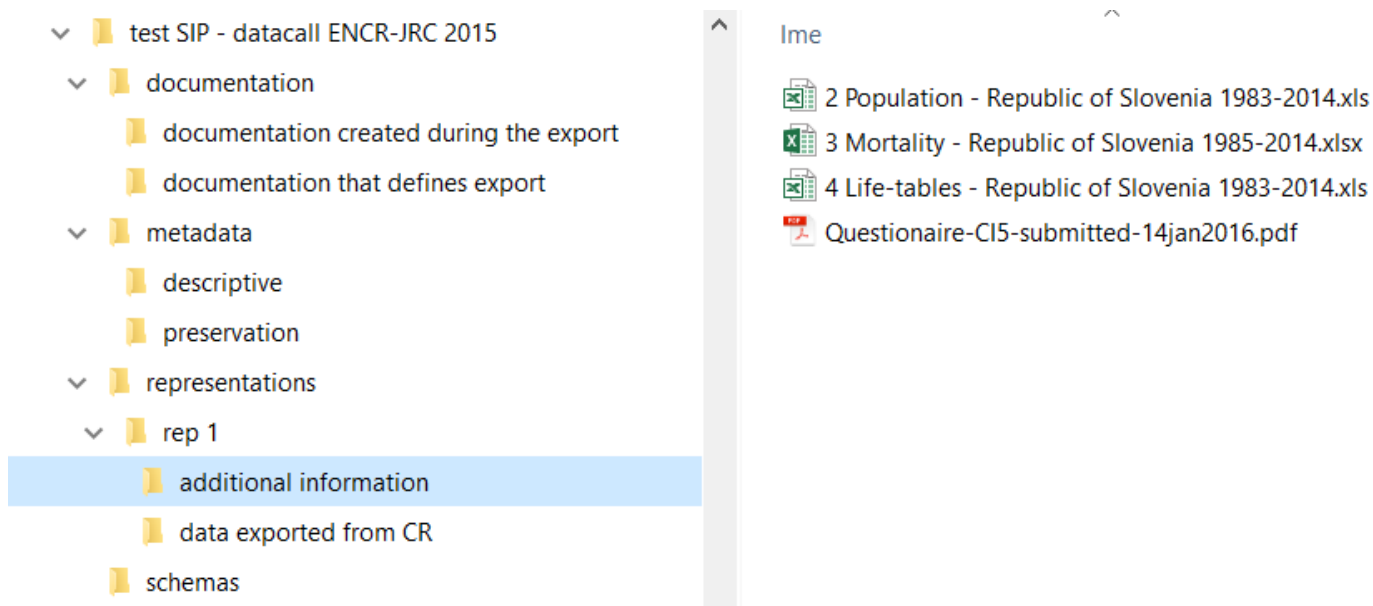 test SIP - datacall ENCR-JRC 2015
documentation
documentation created during the export
documentation that defines export
metadata
descriptive
preservation
representations
rep 1
additional information
data exported from CR
schemas
Ime
2 Population - Republic of Slovenia 1983-2014.xls
3 Mortality - Republic of Slovenia 1985-2014.xlsx
4 Life-tables - Republic of Slovenia 1983-2014.xls
Questionaire-CI5-submitted-14jan2016.pdf